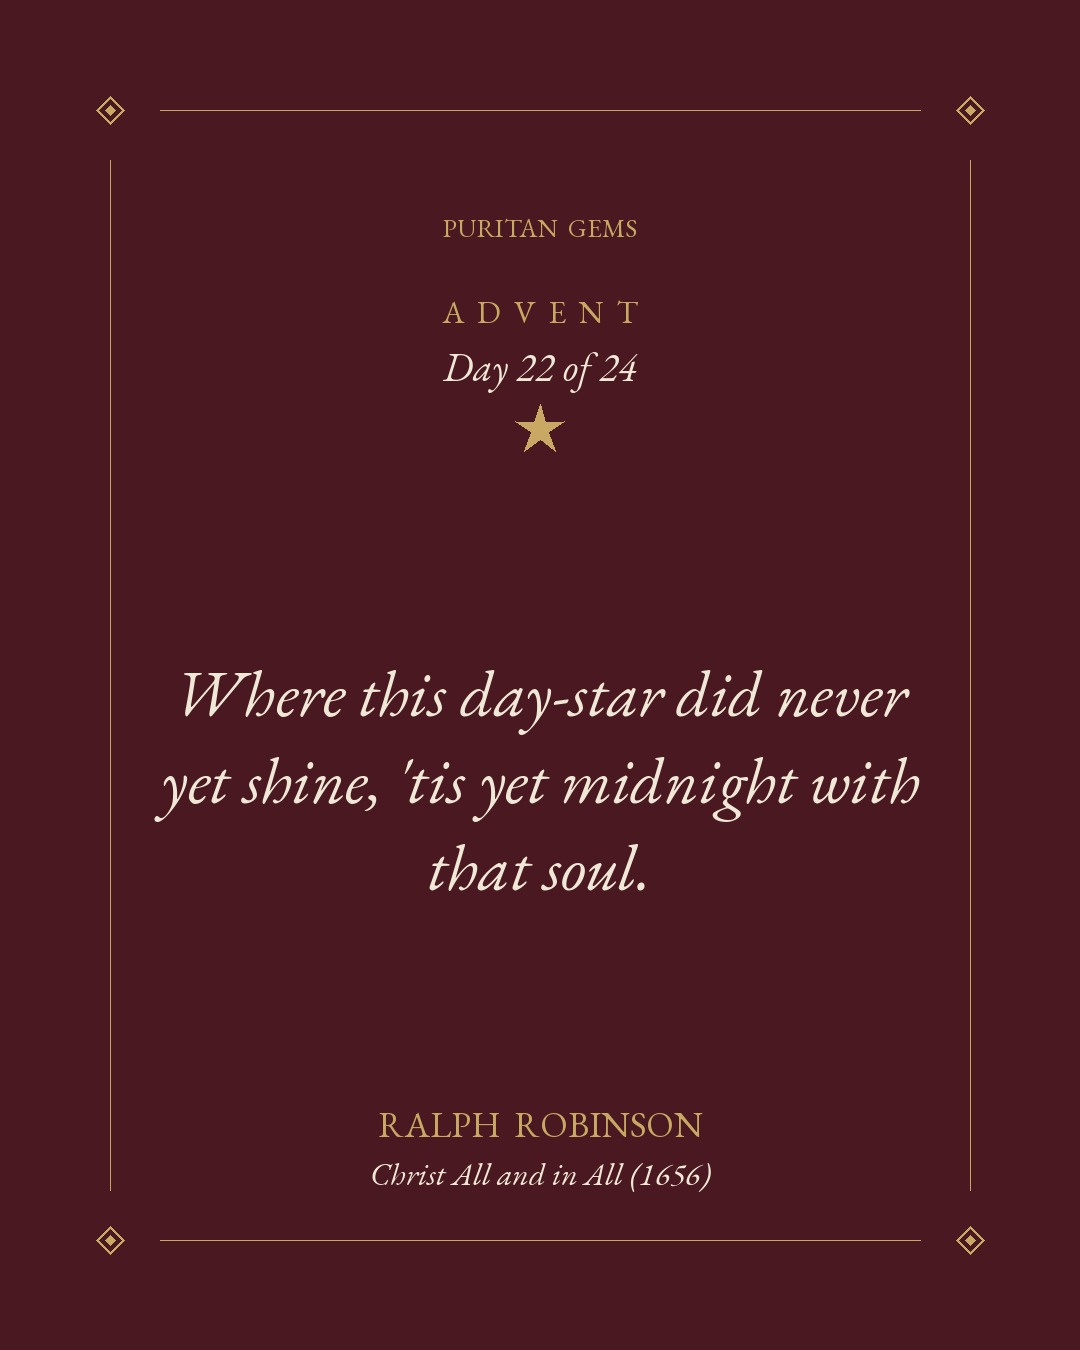 PURITAN GEMS
ADVENT
Day 22 of 24
Where this day-star did never
yet shine, 'tis yet midnight with
that soul.
RALPH ROBINSON
Christ All and in All (1656)